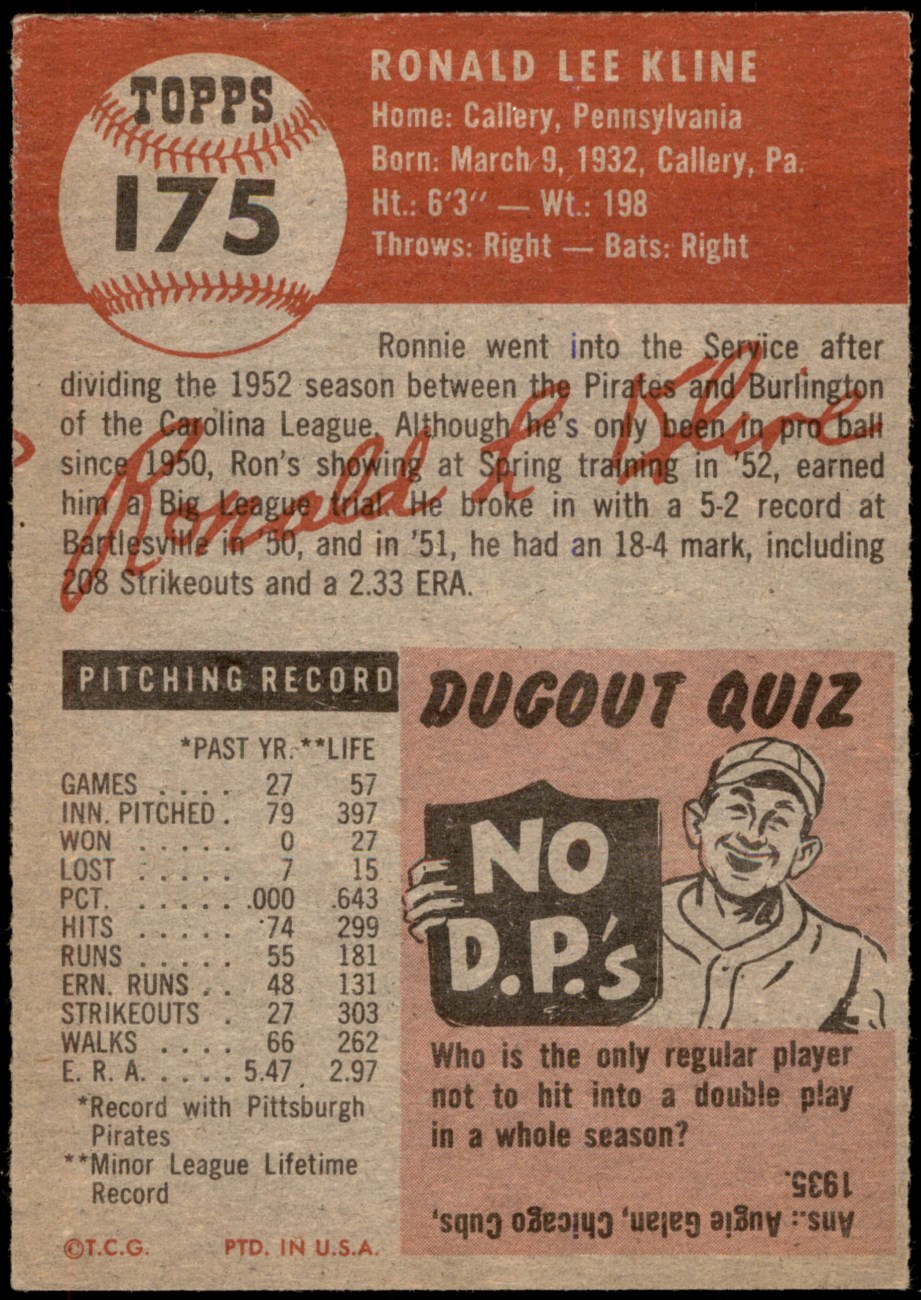 TOPPS
175
RONALD LEE KLINE
Home: Callery, Pennsylvania
Born: March 9, 1932, Callery, Pa.
Ht.: 6'3" — Wt.: 198
Throws: Right — Bats: Right
Ronnie went into the Service after
dividing the 1952 season between the Pirates and Burlington
of the Carolina League. Although he's only been in pro ball
since 1950, Ron's showing at Spring training in '52, earned
him a Big League trial. He broke in with a 5-2 record at
Bartlesville in '50, and in '51, he had an 18-4 mark, including
208 Strikeouts and a 2.33 ERA.
Ronald L Kline
PITCHING RECORD
*PAST YR. **LIFE
GAMES . . . . 27 57
INN. PITCHED . 79 397
WON . . . . . 0 27
LOST . . . . . 7 15
PCT. . . . . . .000 .643
HITS . . . . . 74 299
RUNS . . . . . 55 181
ERN. RUNS . . 48 131
STRIKEOUTS . 27 303
WALKS . . . . 66 262
E. R. A. . . . . 5.47 2.97
*Record with Pittsburgh
Pirates
**Minor League Lifetime
Record
©T.C.G. PTD. IN U.S.A.
DUGOUT QUIZ
NO
D.P.'s
Who is the only regular player
not to hit into a double play
in a whole season?
Ans.: Angie Galan, Chicago Cubs,
1935.